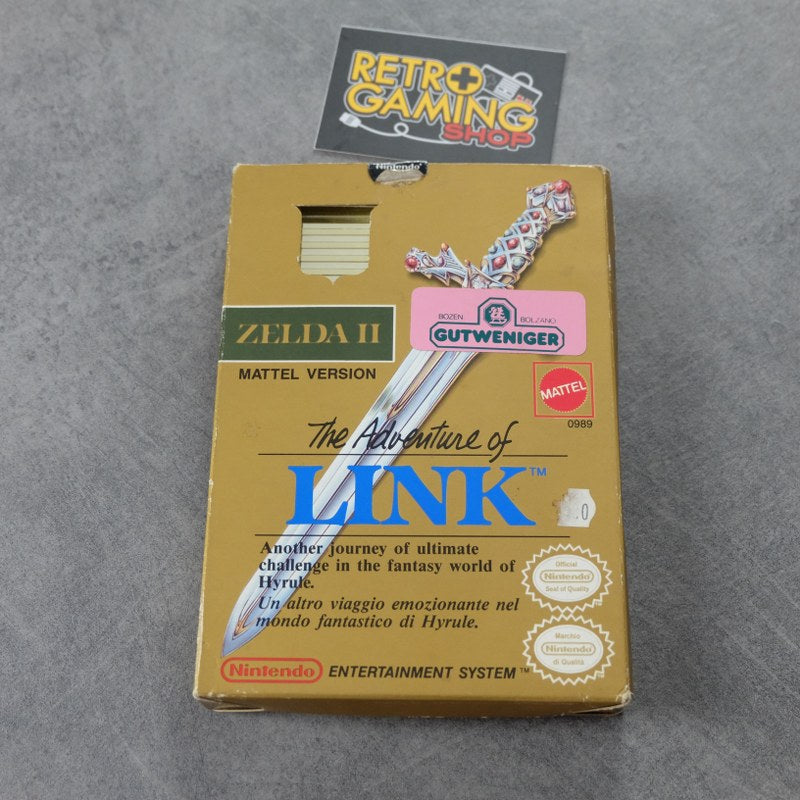 RETRO
GAMING
SHOP
Nintendo
BOZEN BOLZANO
GUTWENIGER
ZELDA II
MATTEL VERSION
MATTEL
0989
The Adventure of
LINK™
0
Another journey of ultimate
challenge in the fantasy world of
Hyrule.
Un altro viaggio emozionante nel
mondo fantastico di Hyrule.
Official
Nintendo
Seal of Quality
Marchio
Nintendo
di Qualità
Nintendo ENTERTAINMENT SYSTEM™